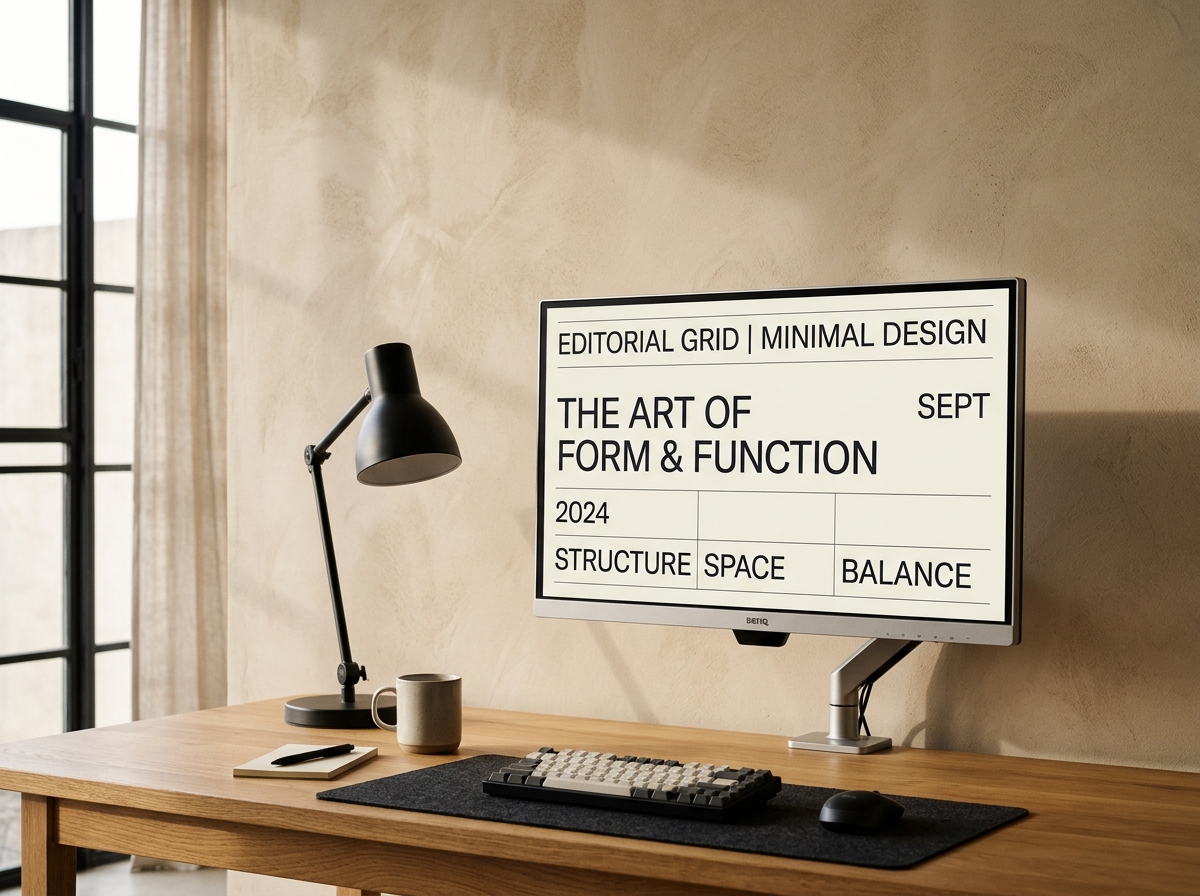 EDITORIAL GRID | MINIMAL DESIGN
THE ART OF
FORM & FUNCTION
SEPT
2024
STRUCTURE
SPACE
BALANCE
BENQ